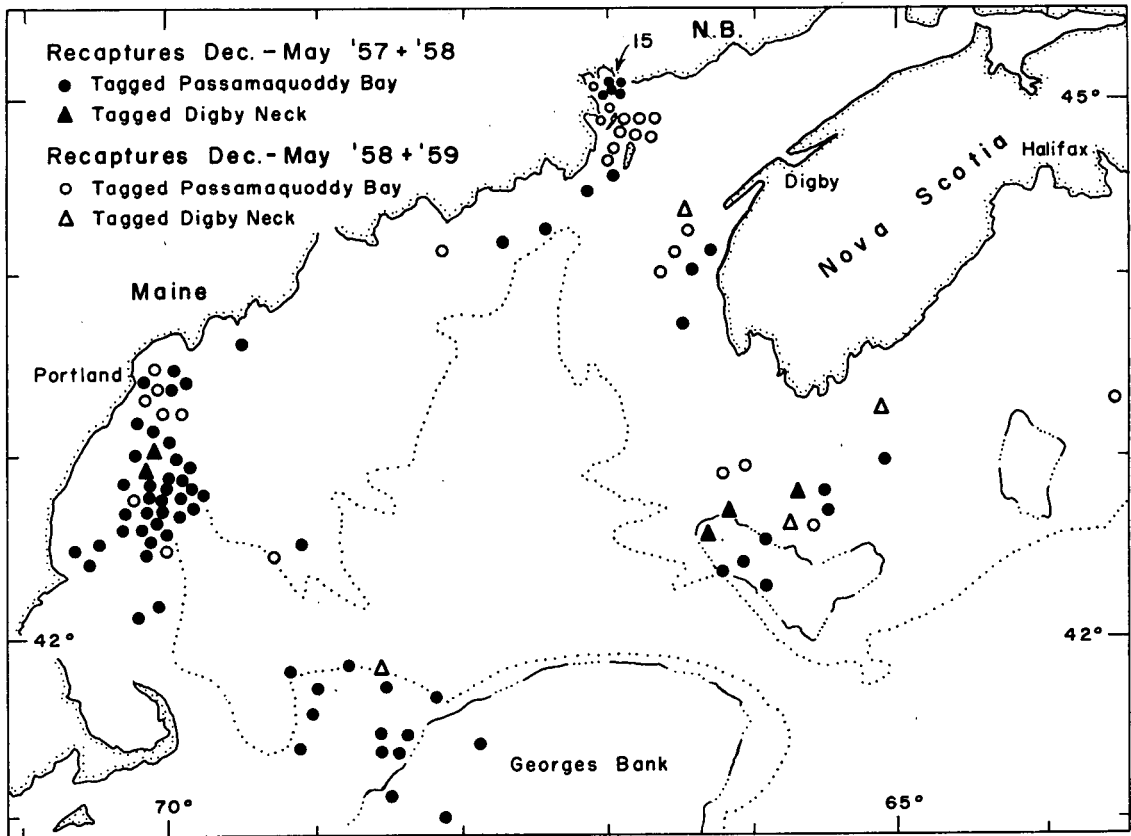 N.B.
Recaptures Dec.-May '57+'58
15
Tagged Passamaquoddy Bay
45°
Tagged Digby Neck
Recaptures Dec.-May '58+'59
Halifax
Tagged Passamaquoddy Bay
Digby
Tagged Digby Neck
Nova Scotia
Maine
Portland
42°
42°
Georges Bank
70°
65°